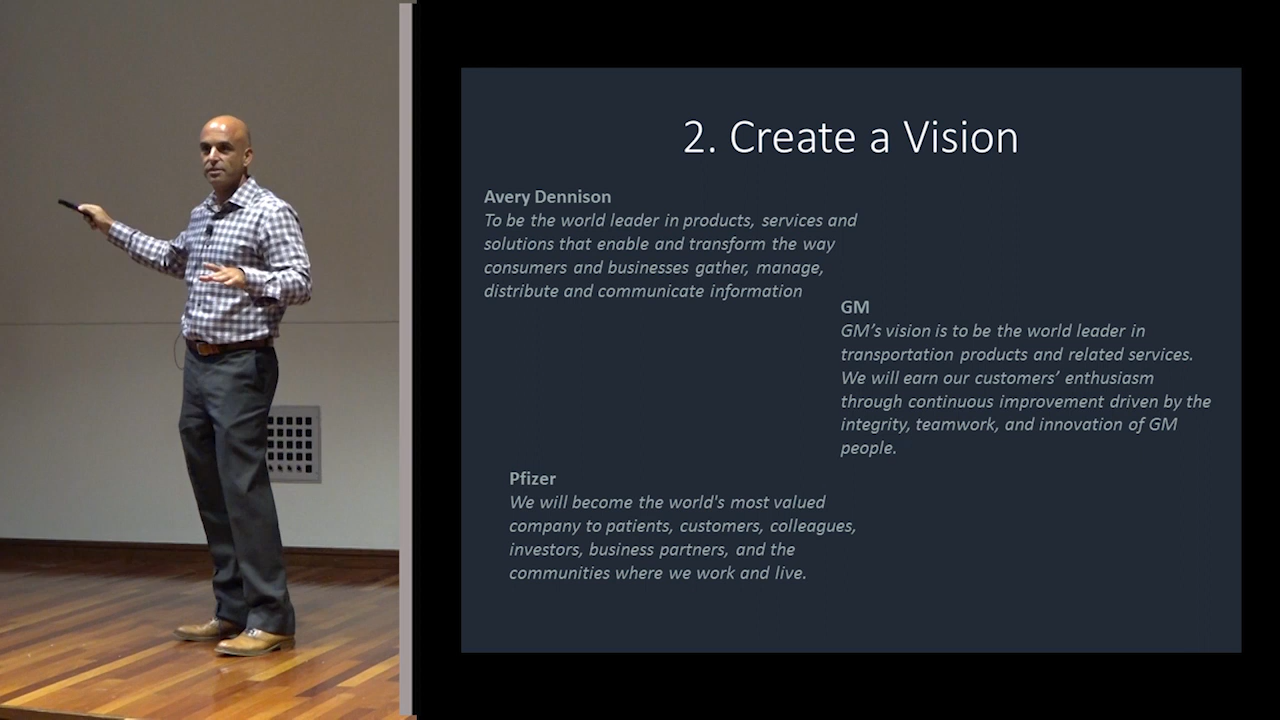 2. Create a Vision
Avery Dennison
To be the world leader in products, services and
solutions that enable and transform the way
consumers and businesses gather, manage,
distribute and communicate information
GM
GM’s vision is to be the world leader in
transportation products and related services.
We will earn our customers’ enthusiasm
through continuous improvement driven by the
integrity, teamwork, and innovation of GM
people.
Pfizer
We will become the world's most valued
company to patients, customers, colleagues,
investors, business partners, and the
communities where we work and live.